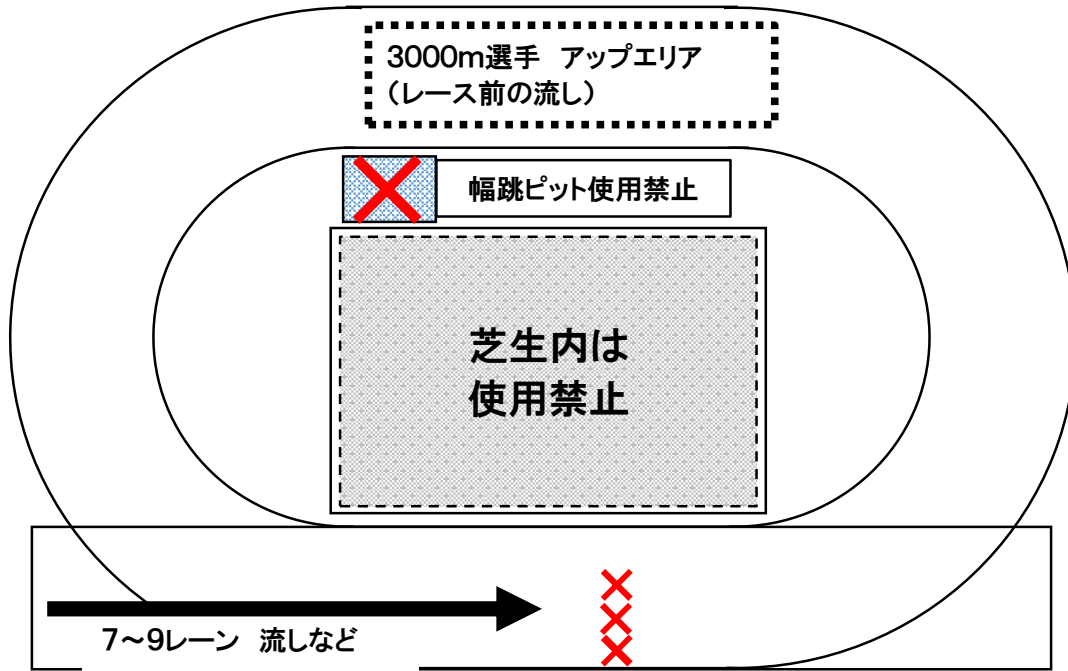 3000m選手　アップエリア
（レース前の流し）
幅跳ピット使用禁止
芝生内は
使用禁止
7～9レーン　流しなど